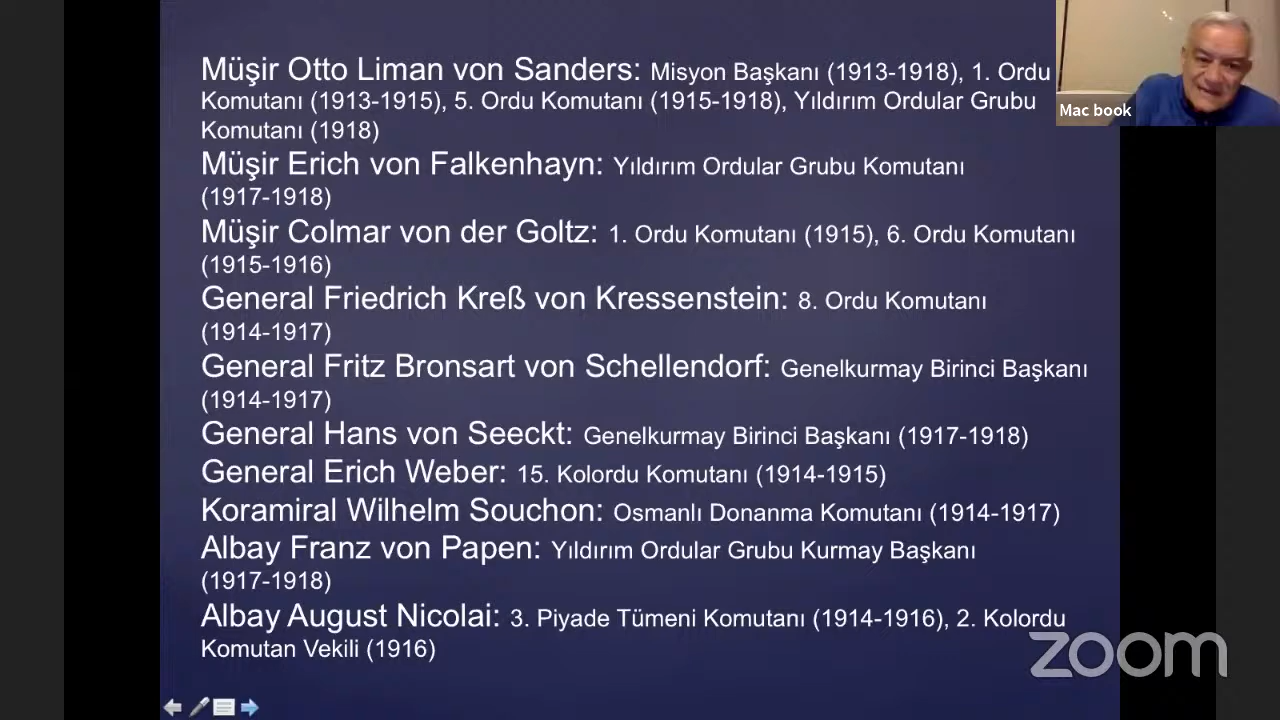 Müşir Otto Liman von Sanders: Misyon Başkanı (1913-1918), 1. Ordu
Komutanı (1913-1915), 5. Ordu Komutanı (1915-1918), Yıldırım Ordular Grubu
Komutanı (1918)
Müşir Erich von Falkenhayn: Yıldırım Ordular Grubu Komutanı
(1917-1918)
Müşir Colmar von der Goltz: 1. Ordu Komutanı (1915), 6. Ordu Komutanı
(1915-1916)
General Friedrich Kreß von Kressenstein: 8. Ordu Komutanı
(1914-1917)
General Fritz Bronsart von Schellendorf: Genelkurmay Birinci Başkanı
(1914-1917)
General Hans von Seeckt: Genelkurmay Birinci Başkanı (1917-1918)
General Erich Weber: 15. Kolordu Komutanı (1914-1915)
Koramiral Wilhelm Souchon: Osmanlı Donanma Komutanı (1914-1917)
Albay Franz von Papen: Yıldırım Ordular Grubu Kurmay Başkanı
(1917-1918)
Albay August Nicolai: 3. Piyade Tümeni Komutanı (1914-1916), 2. Kolordu
Komutan Vekili (1916)
Mac book
zoom